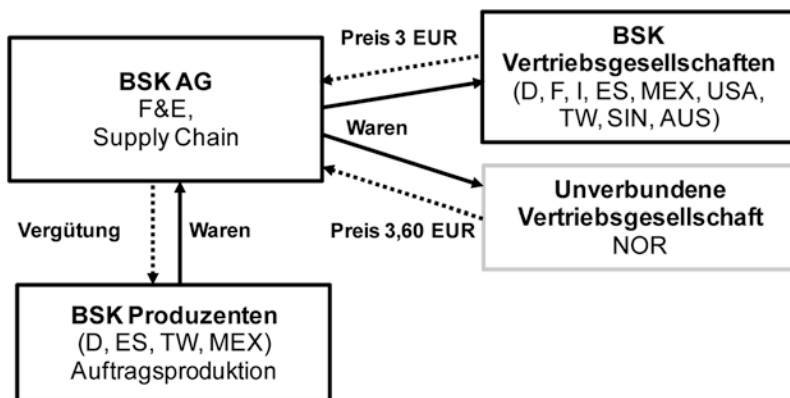 BSK AG
F&E,
Supply Chain
Preis 3 EUR
BSK
Vertriebsgesellschaften
(D, F, I, ES, MEX, USA,
TW, SIN, AUS)
Waren
Unverbundene
Vertriebsgesellschaft
NOR
Preis 3,60 EUR
Vergütung
Waren
BSK Produzenten
(D, ES, TW, MEX)
Auftragsproduktion